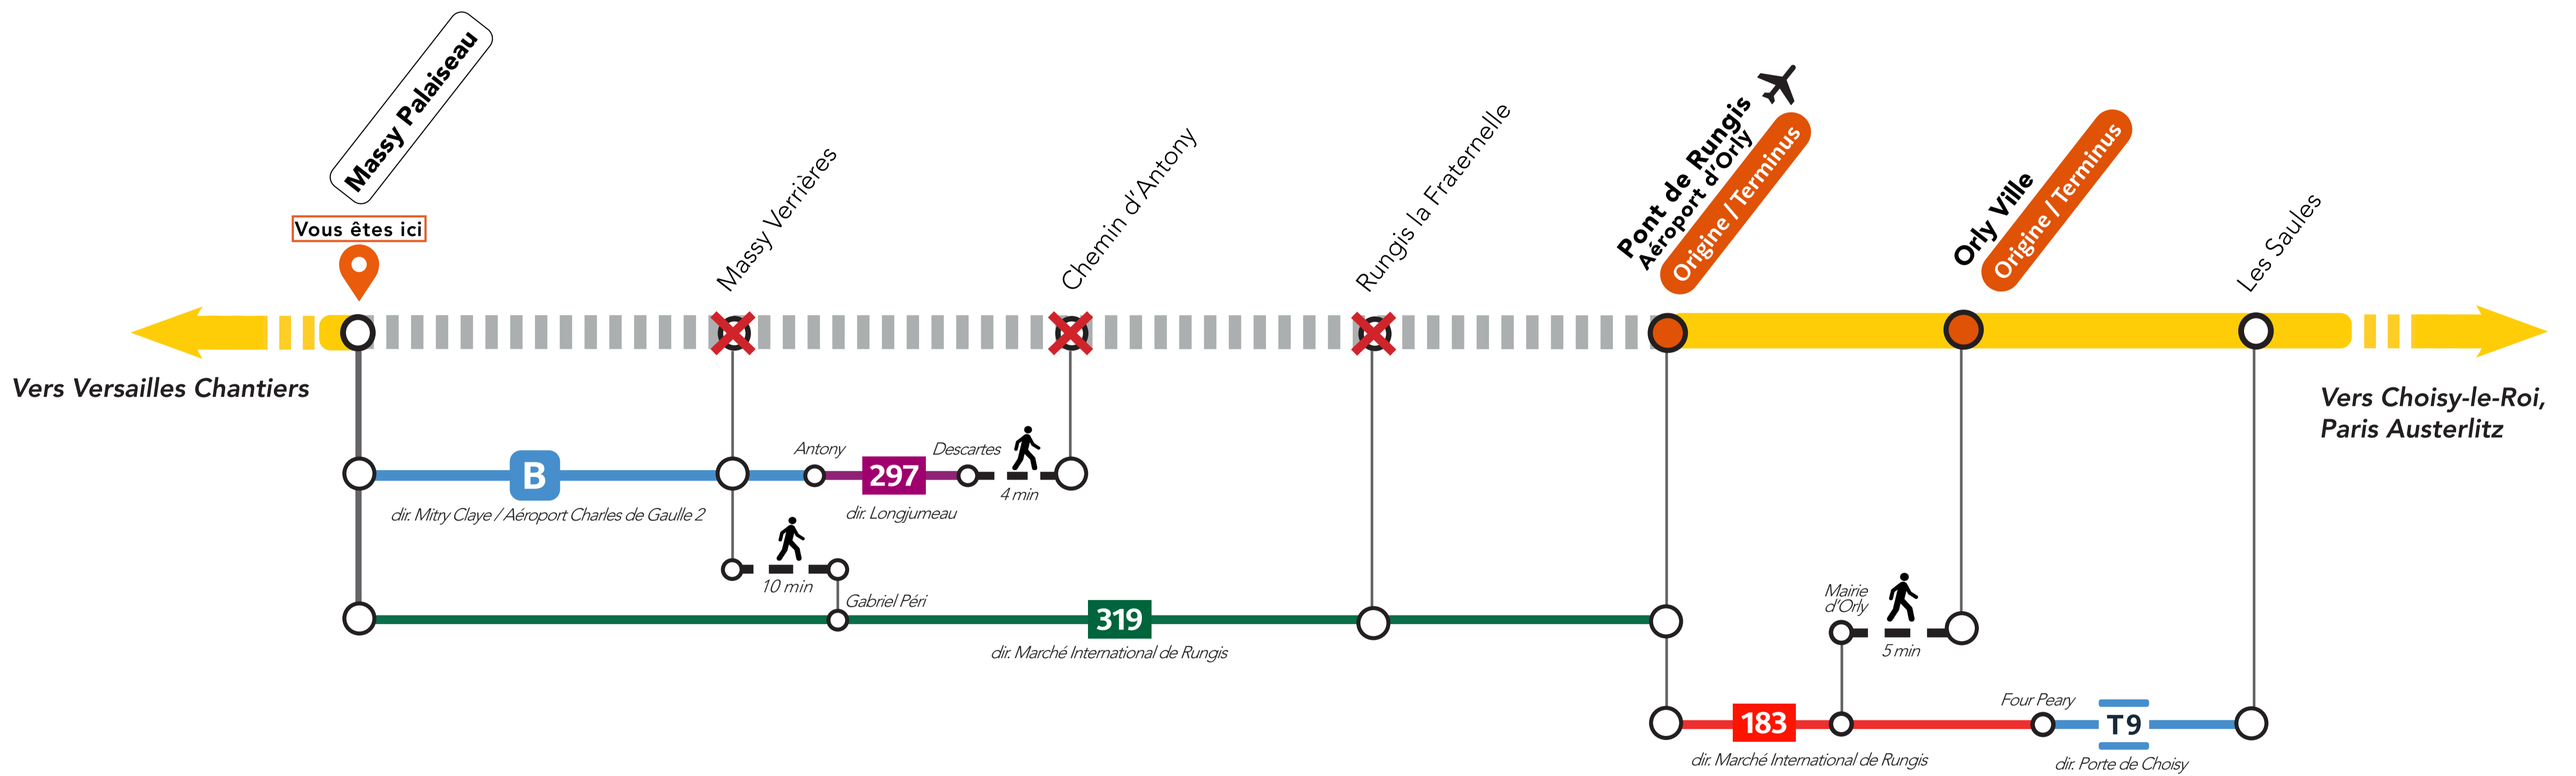 Massy Palaiseau
Vous êtes ici
Massy Verrières
Chemin d'Antony
Rungis la Fraternelle
Pont de Rungis
Aéroport d'Orly
Origine / Terminus
Orly Ville
Origine / Terminus
Les Saules
Vers Versailles Chantiers
Vers Choisy-le-Roi,
Paris Austerlitz
B
dir. Mitry Claye / Aéroport Charles de Gaulle 2
Antony
297
dir. Longjumeau
Descartes
4 min
10 min
Gabriel Péri
319
dir. Marché International de Rungis
Mairie
d'Orly
5 min
183
dir. Marché International de Rungis
Four Peary
T9
dir. Porte de Choisy